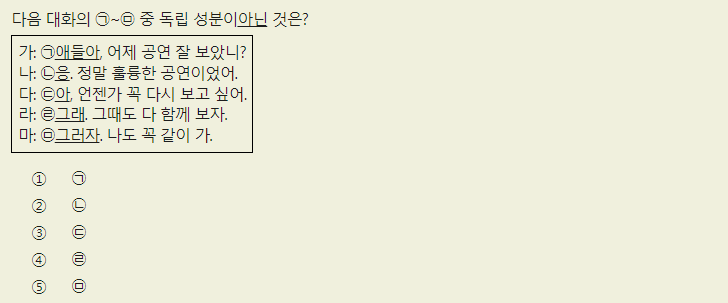 다음 대화의 ㉠~㉤ 중 독립 성분이아닌 것은?
가: ㉠애들아, 어제 공연 잘 보았니?
나: ㉡응. 정말 훌륭한 공연이었어.
다: ㉢아, 언젠가 꼭 다시 보고 싶어.
라: ㉣그래. 그때도 다 함께 보자.
마: ㉤그러자. 나도 꼭 같이 가.
① ㉠
② ㉡
③ ㉢
④ ㉣
⑤ ㉤